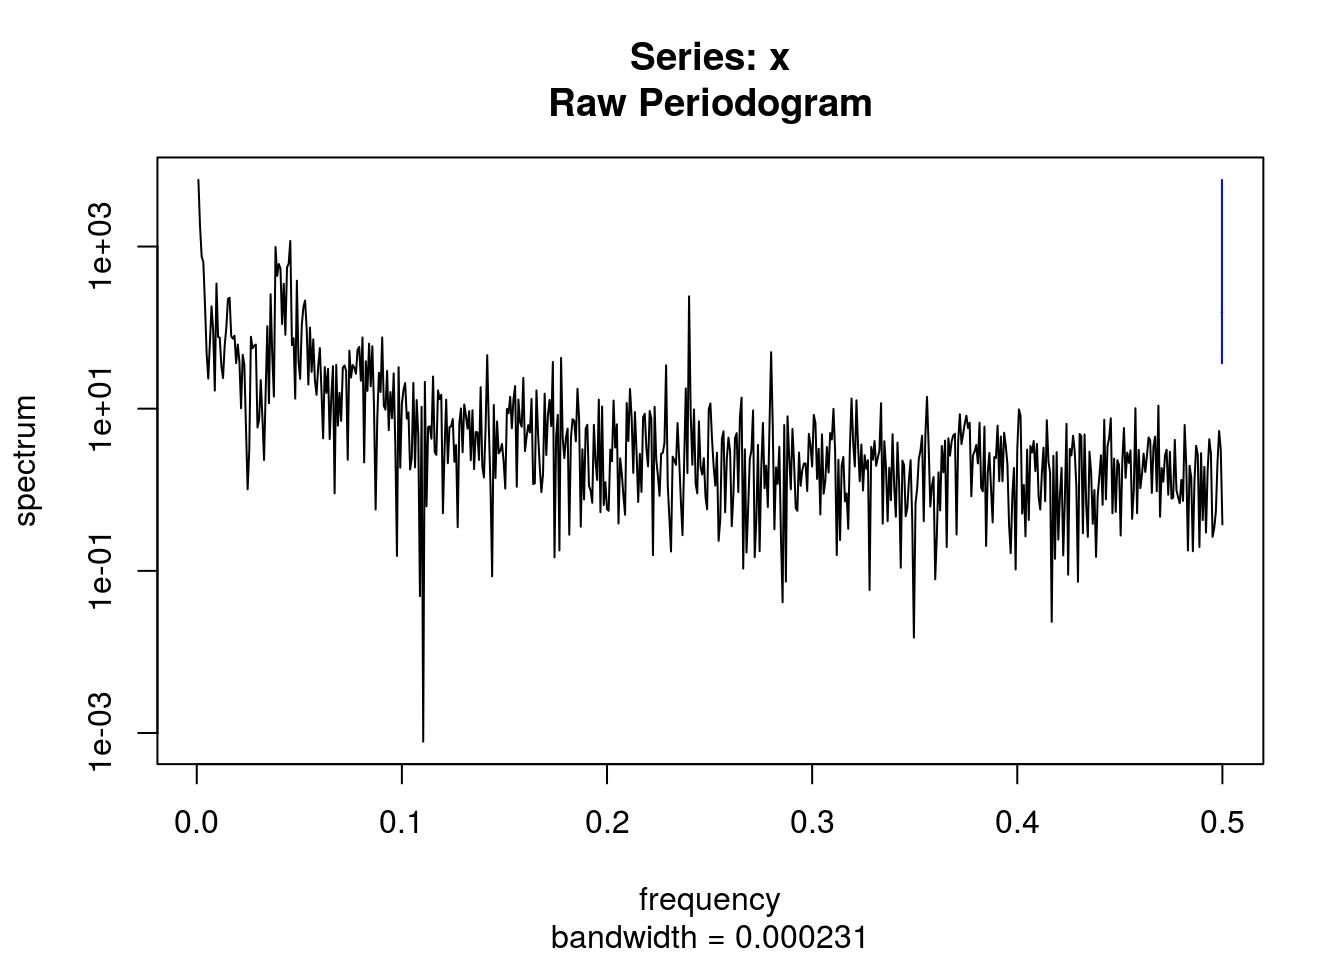 Series: x
Raw Periodogram
spectrum
1e+03
1e+01
1e-01
1e-03
0.0 0.1 0.2 0.3 0.4 0.5
frequency
bandwidth = 0.000231